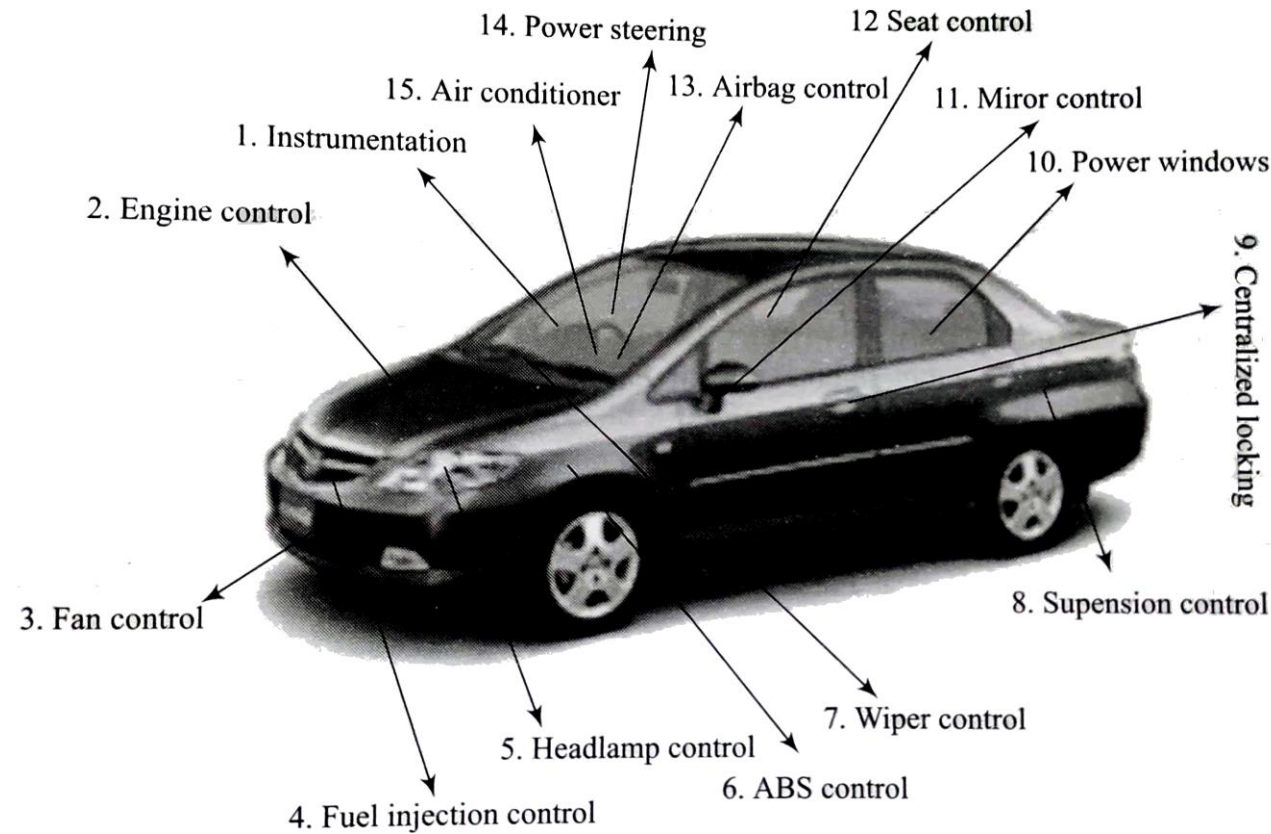 14. Power steering
12 Seat control
15. Air conditioner
13. Airbag control
11. Miror control
1. Instrumentation
10. Power windows
2. Engine control
9. Centralized locking
3. Fan control
8. Supension control
7. Wiper control
5. Headlamp control
6. ABS control
4. Fuel injection control